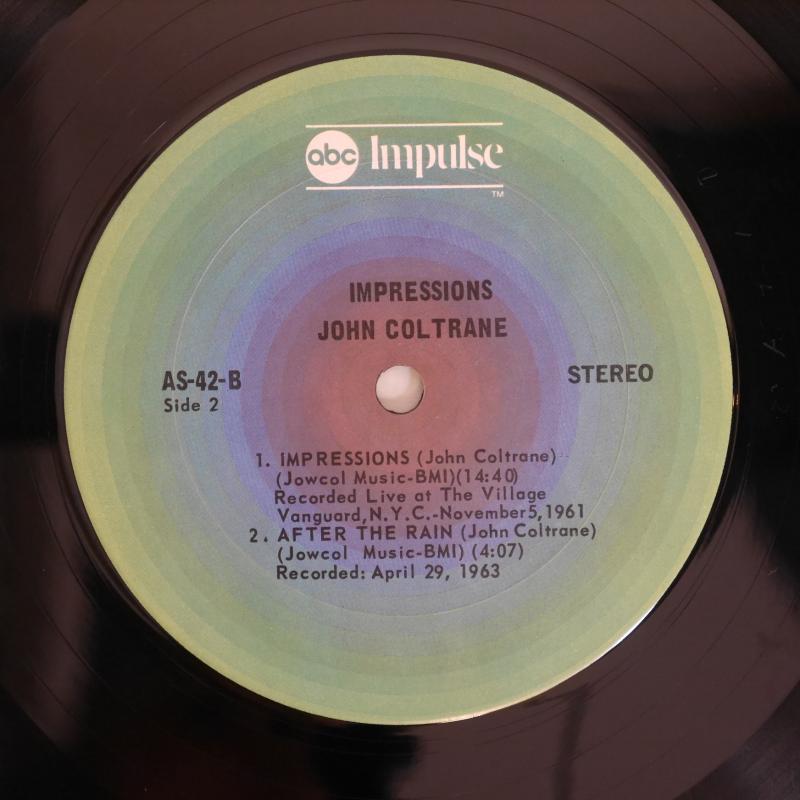 abc Impulse
TM
IMPRESSIONS
JOHN COLTRANE
AS-42-B
Side 2
STEREO
1. IMPRESSIONS (John Coltrane)
(Jowcol Music-BMI)(14:40)
Recorded Live at The Village
Vanguard,N.Y.C.-November5,1961
2. AFTER THE RAIN (John Coltrane)
(Jowcol Music-BMI) (4:07)
Recorded: April 29, 1963